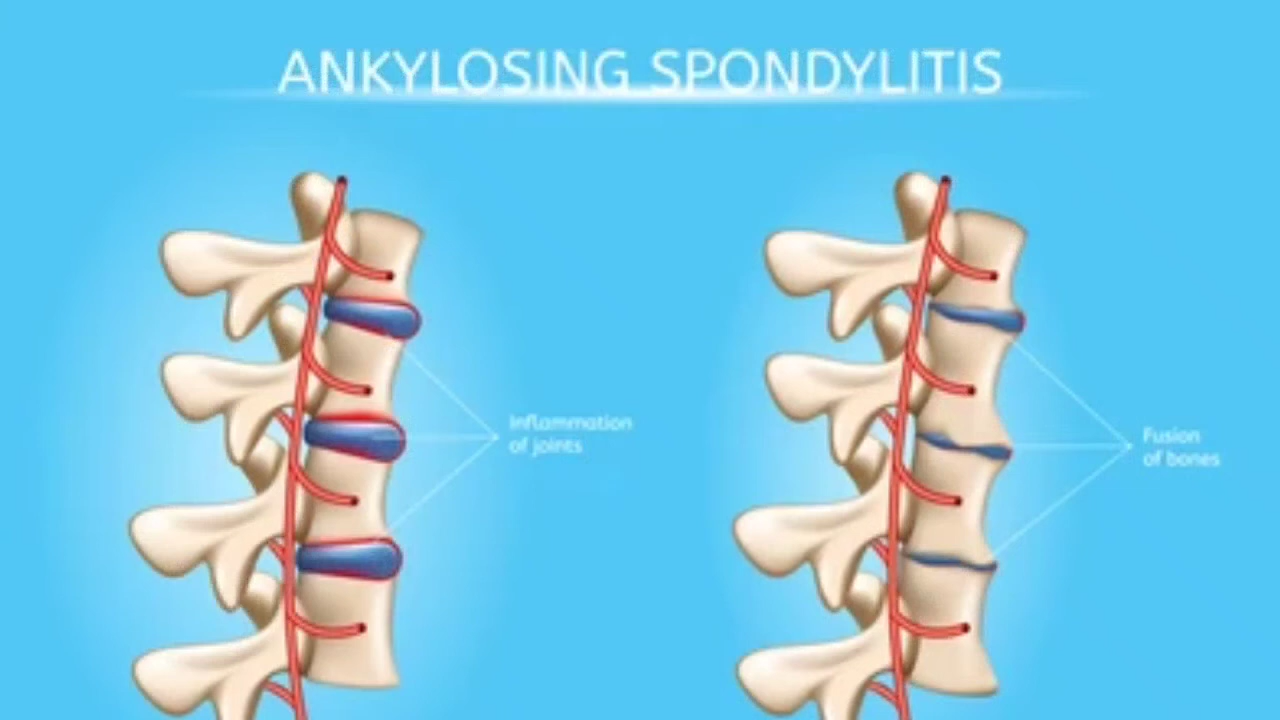 ANKYLOSING SPONDYLITIS
Inflammation
of joints
Fusion
of bones